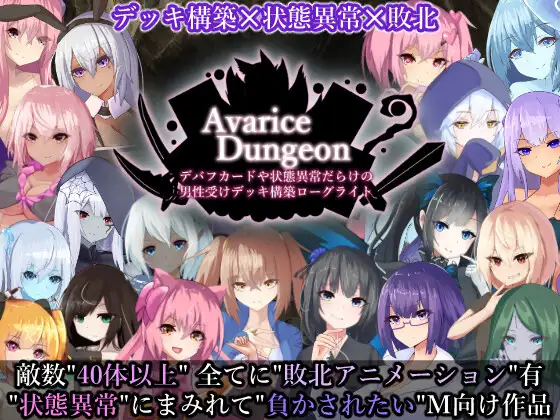 デッキ構築×状態異常×敗北
Avarice
Dungeon
デバフカードや状態異常だらけの
男性受けデッキ構築ローグライト
敵数"40体以上" 全てに"敗北アニメーション"有
"状態異常"にまみれて"負かされたい"M向け作品